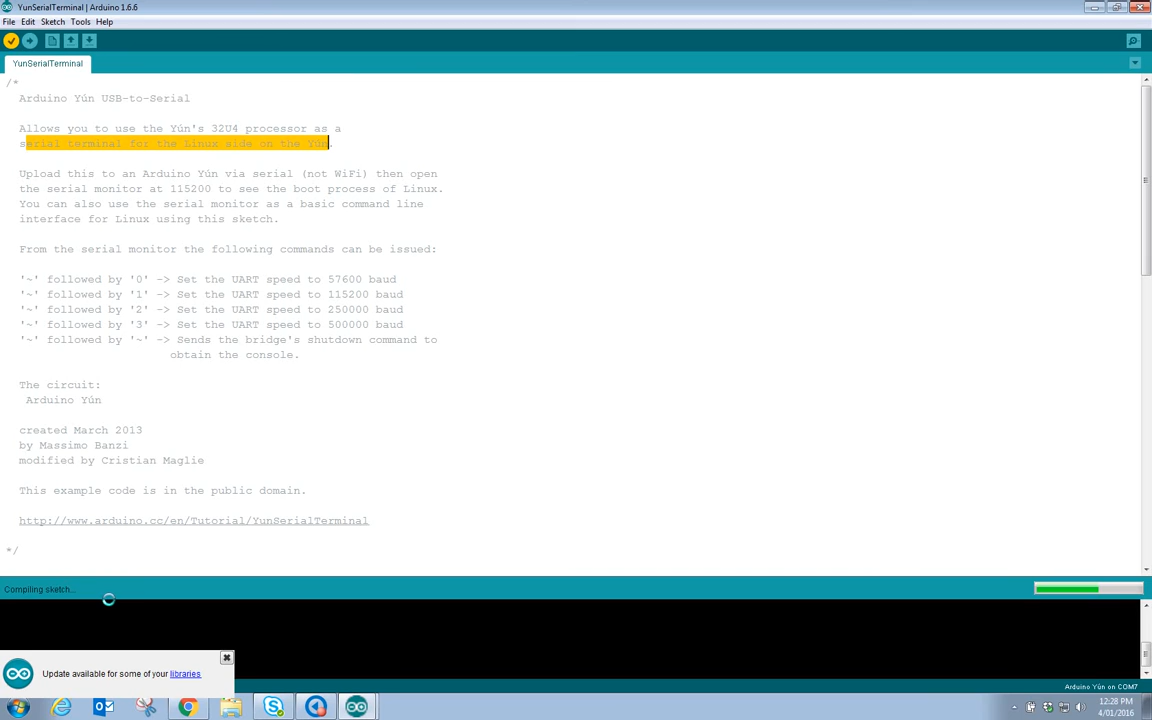 YunSerialTerminal | Arduino 1.6.6
File Edit Sketch Tools Help
YunSerialTerminal
/*
Arduino Yún USB-to-Serial
Allows you to use the Yún's 32U4 processor as a
serial terminal for the Linux side on the Yún.
Upload this to an Arduino Yún via serial (not WiFi) then open
the serial monitor at 115200 to see the boot process of Linux.
You can also use the serial monitor as a basic command line
interface for Linux using this sketch.
From the serial monitor the following commands can be issued:
'~' followed by '0' -> Set the UART speed to 57600 baud
'~' followed by '1' -> Set the UART speed to 115200 baud
'~' followed by '2' -> Set the UART speed to 250000 baud
'~' followed by '3' -> Set the UART speed to 500000 baud
'~' followed by '~' -> Sends the bridge's shutdown command to
obtain the console.
The circuit:
Arduino Yún
created March 2013
by Massimo Banzi
modified by Cristian Maglie
This example code is in the public domain.
http://www.arduino.cc/en/Tutorial/YunSerialTerminal
*/
Compiling sketch...
Update available for some of your libraries
Arduino Yún on COM7
12:28 PM
4/01/2016